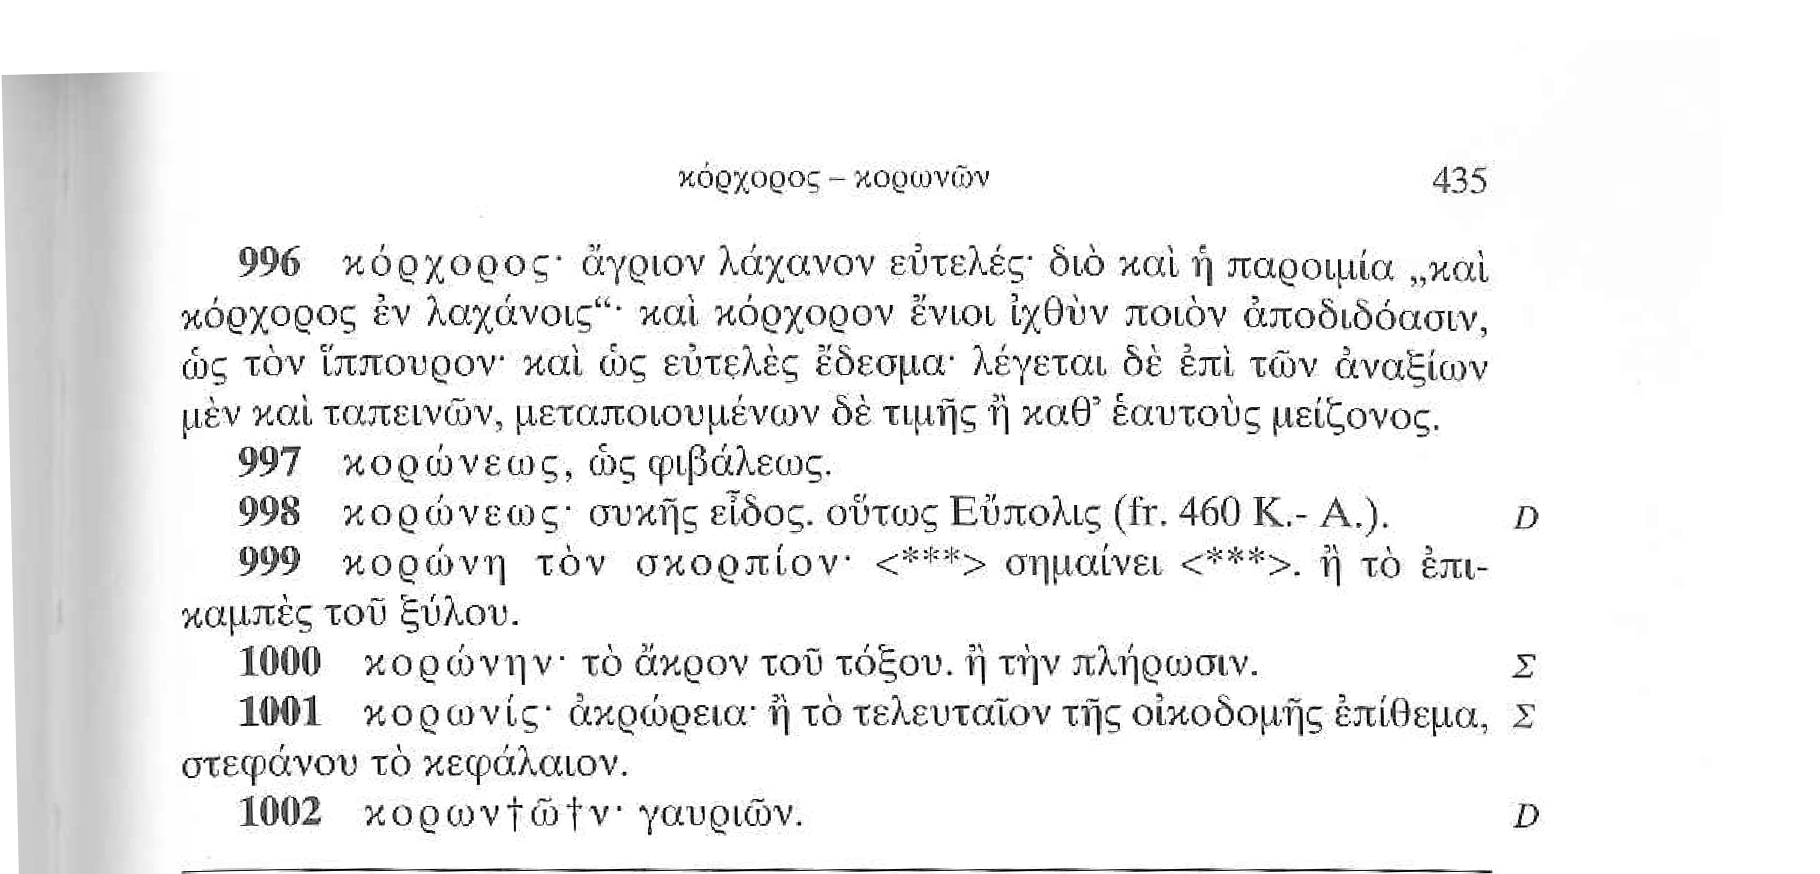 κόρχορος – κορωνῶν 435
996 κόρχορος· ἄγριον λάχανον εὐτελές· διὸ καὶ ἡ παροιμία „καὶ
κόρχορος ἐν λαχάνοις“· καὶ κόρχορον ἔνιοι ἰχθὺν ποιὸν ἀποδιδόασιν,
ὡς τὸν ἵππουρον· καὶ ὡς εὐτελὲς ἔδεσμα· λέγεται δὲ ἐπὶ τῶν ἀναξίων
μὲν καὶ ταπεινῶν, μεταποιουμένων δὲ τιμῆς ἢ καθ’ ἑαυτοὺς μείζονος.
997 κορώνεως, ὡς φιβάλεως.
998 κορώνεως· συκῆς εἶδος. οὕτως Εὔπολις (fr. 460 K.- A.). D
999 κορώνη τὸν σκορπίον· <***> σημαίνει <***>. ἢ τὸ ἐπι-
καμπὲς τοῦ ξύλου.
1000 κορώνην· τὸ ἄκρον τοῦ τόξου. ἢ τὴν πλήρωσιν. Σ
1001 κορωνίς· ἀκρώρεια· ἢ τὸ τελευταῖον τῆς οἰκοδομῆς ἐπίθεμα, Σ
στεφάνου τὸ κεφάλαιον.
1002 κορων†ῶ†ν· γαυριῶν. D